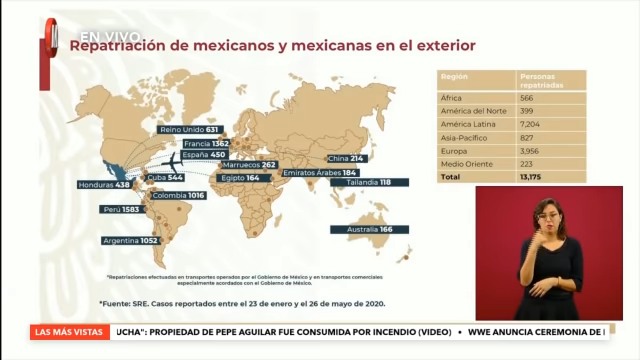 EN VIVO
Repatriación de mexicanos y mexicanas en el exterior
Región Personas repatriadas
África 566
América del Norte 399
América Latina 7,204
Asia-Pacífico 827
Europa 3,956
Medio Oriente 223
Total 13,175
Reino Unido 631
Francia 1362
España 450
Marruecos 262
China 214
Cuba 544
Egipto 164
Emiratos Árabes 184
Honduras 438
Tailandia 118
Colombia 1016
Perú 1583
Australia 166
Argentina 1052
*Repatriaciones efectuadas en transportes operados por el Gobierno de México y en transportes comerciales
especialmente acordados con el Gobierno de México.
*Fuente: SRE. Casos reportados entre el 23 de enero y el 26 de mayo de 2020.
LAS MÁS VISTAS UCHA": PROPIEDAD DE PEPE AGUILAR FUE CONSUMIDA POR INCENDIO (VIDEO) • WWE ANUNCIA CEREMONIA DE